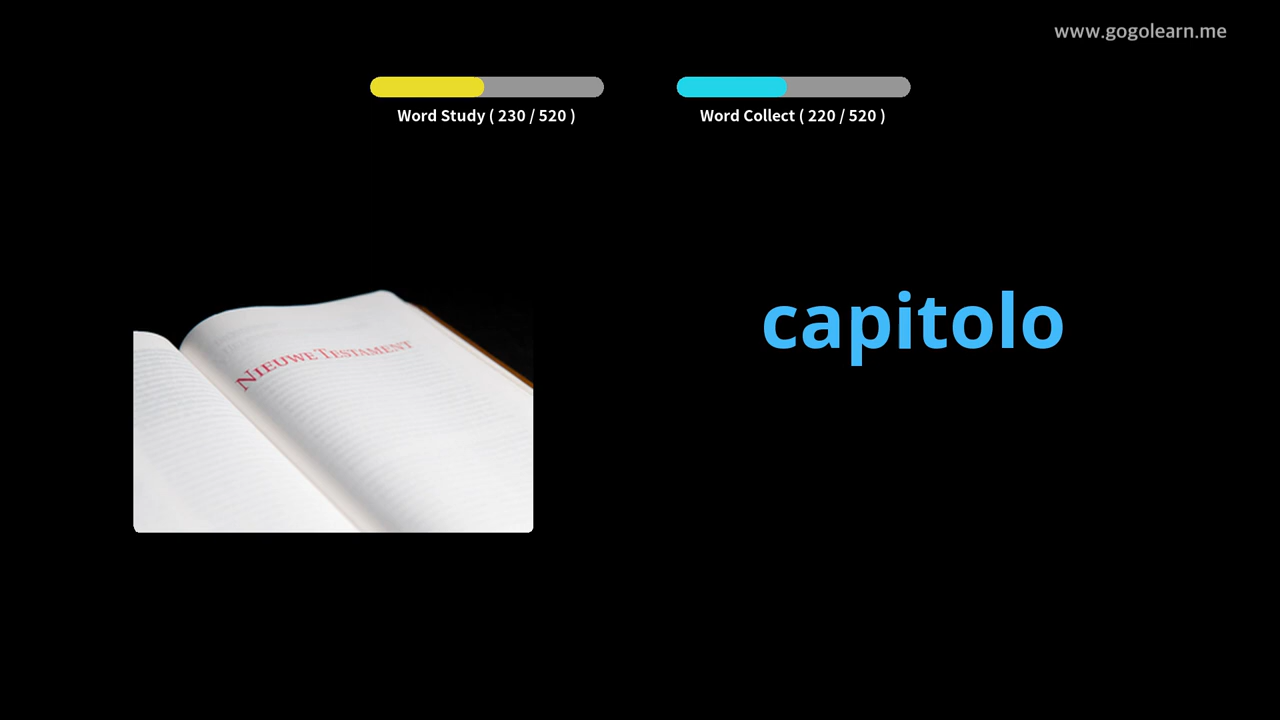 www.gogolearn.me
Word Study ( 230 / 520 )
Word Collect ( 220 / 520 )
capitolo
NIEUWE TESTAMENT